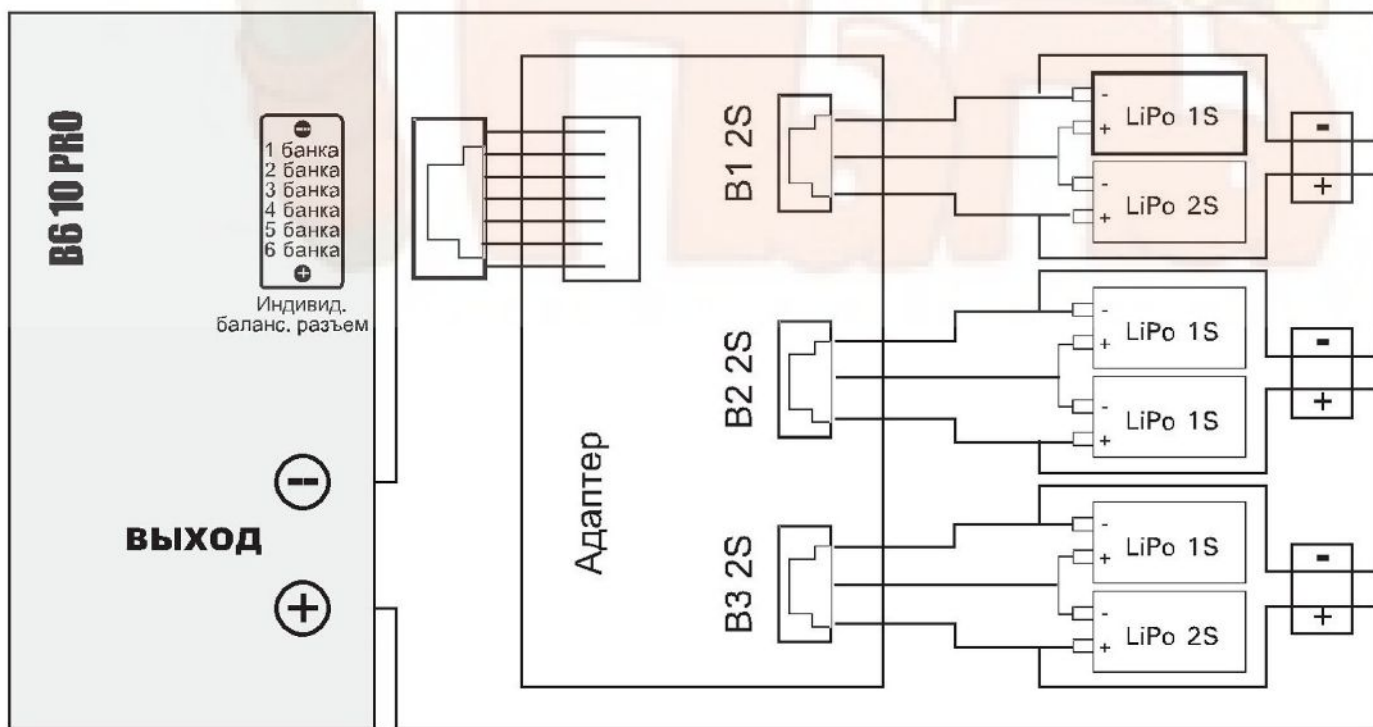 B6 10 PRO
1 банка
2 банка
3 банка
4 банка
5 банка
6 банка
Индивид.
баланс. разъем
ВЫХОД
Адаптер
B1 2S
- LiPo 1S
+
-
+ LiPo 2S
-
+
B2 2S
- LiPo 1S
+
-
+ LiPo 1S
-
+
B3 2S
- LiPo 1S
+
-
+ LiPo 2S
-
+